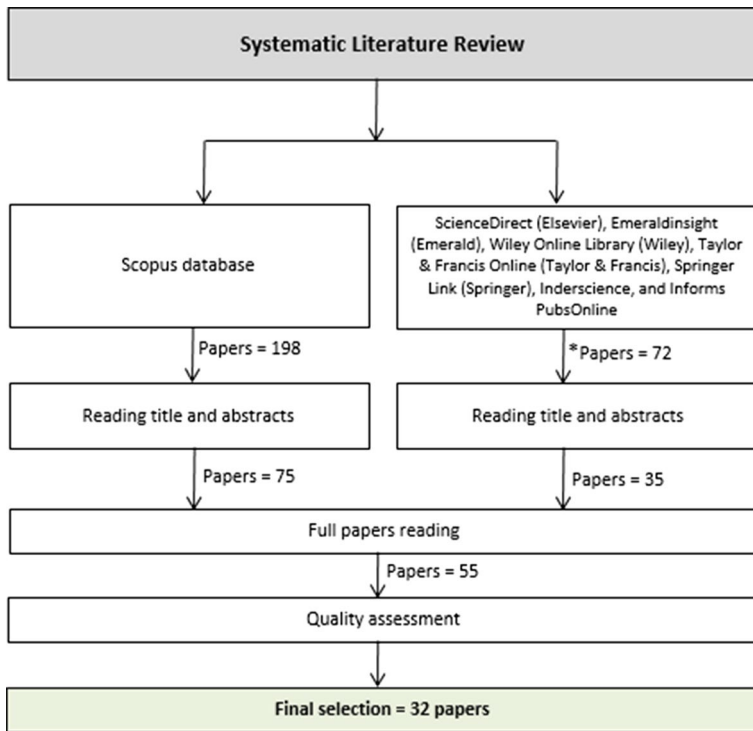 Systematic Literature Review
Scopus database
ScienceDirect (Elsevier), Emeraldinsight
(Emerald), Wiley Online Library (Wiley), Taylor
& Francis Online (Taylor & Francis), Springer
Link (Springer), Inderscience, and Informs
PubsOnline
Papers = 198
*Papers = 72
Reading title and abstracts
Reading title and abstracts
Papers = 75
Papers = 35
Full papers reading
Papers = 55
Quality assessment
Final selection = 32 papers